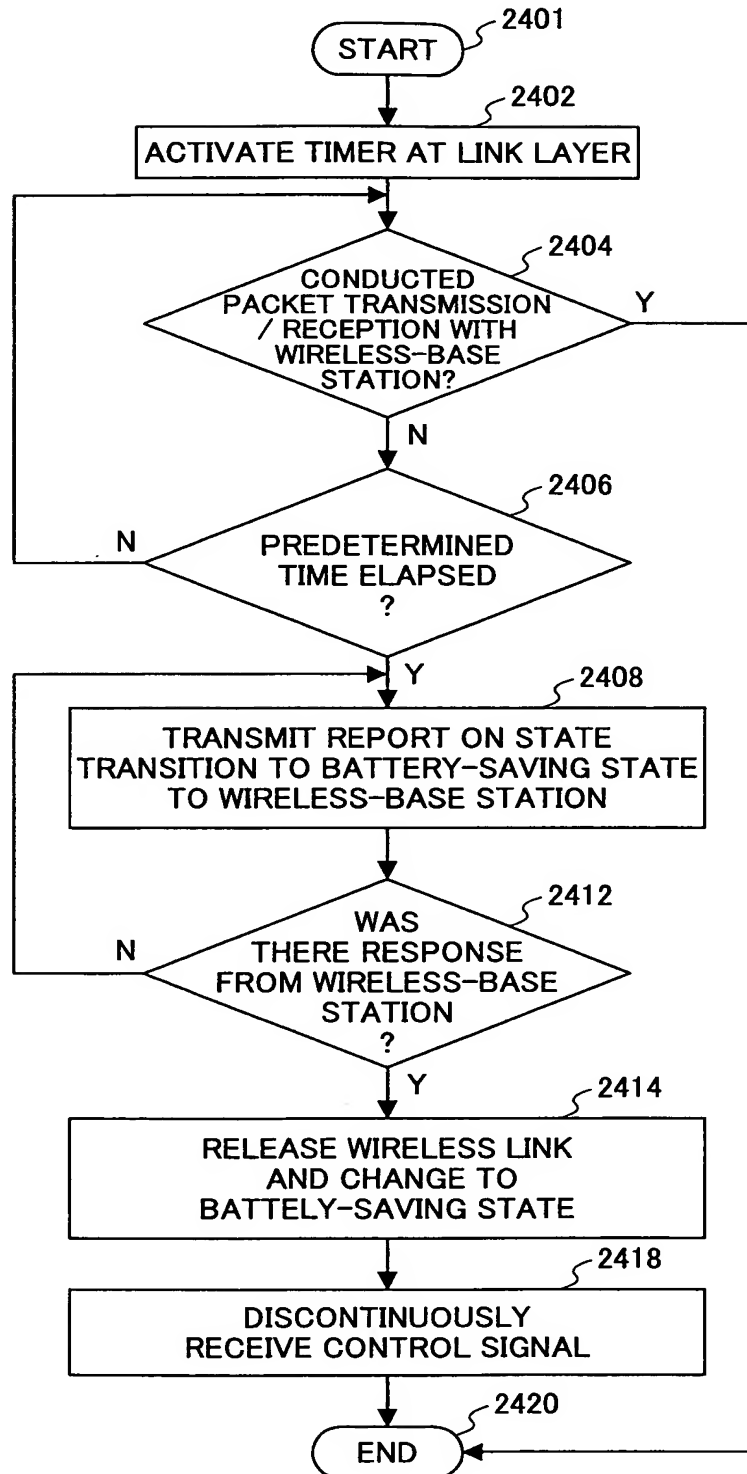 2401
START
2402
ACTIVATE TIMER AT LINK LAYER
2404
CONDUCTED
PACKET TRANSMISSION
/ RECEPTION WITH
WIRELESS-BASE
STATION?
Y
N
2406
N
PREDETERMINED
TIME ELAPSED
?
Y
2408
TRANSMIT REPORT ON STATE
TRANSITION TO BATTERY-SAVING STATE
TO WIRELESS-BASE STATION
2412
N
WAS
THERE RESPONSE
FROM WIRELESS-BASE
STATION
?
Y
2414
RELEASE WIRELESS LINK
AND CHANGE TO
BATTELY-SAVING STATE
2418
DISCONTINUOUSLY
RECEIVE CONTROL SIGNAL
2420
END